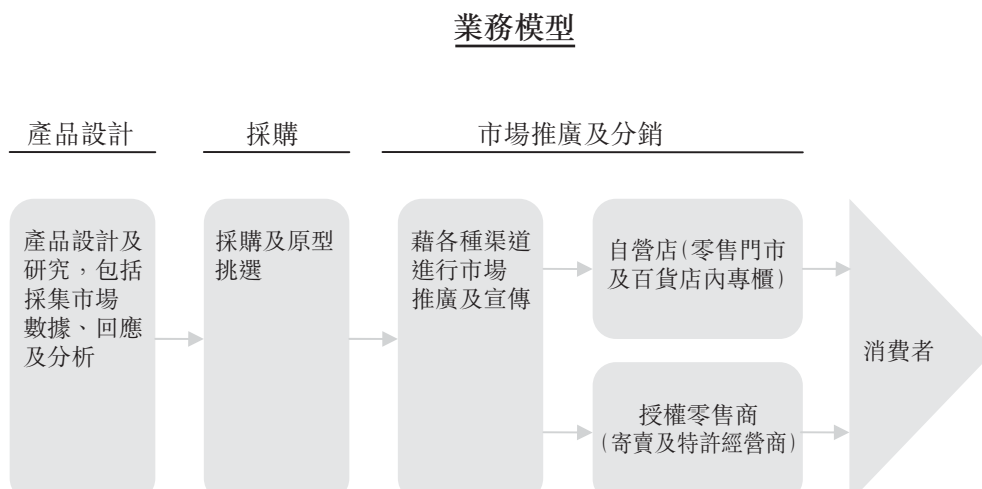 業務模型
產品設計
採購
市場推廣及分銷
產品設計及
研究，包括
採集市場
數據、回應
及分析
採購及原型
挑選
藉各種渠道
進行市場
推廣及宣傳
自營店(零售門市
及百貨店內專櫃)
授權零售商
(寄賣及特許經營商)
消費者